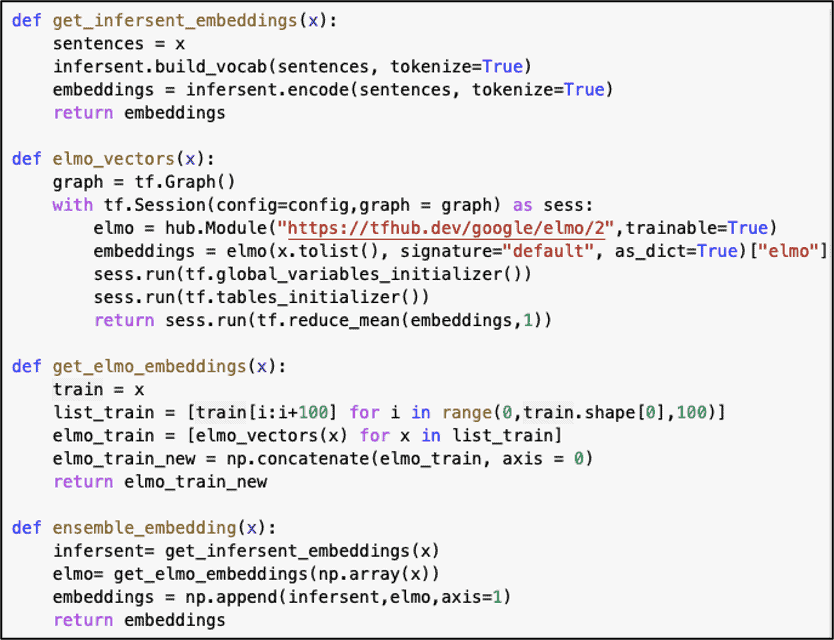 def get_infersent_embeddings(x):
    sentences = x
    infersent.build_vocab(sentences, tokenize=True)
    embeddings = infersent.encode(sentences, tokenize=True)
    return embeddings

def elmo_vectors(x):
    graph = tf.Graph()
    with tf.Session(config=config,graph = graph) as sess:
        elmo = hub.Module("https://tfhub.dev/google/elmo/2",trainable=True)
        embeddings = elmo(x.tolist(), signature="default", as_dict=True)["elmo"]
        sess.run(tf.global_variables_initializer())
        sess.run(tf.tables_initializer())
        return sess.run(tf.reduce_mean(embeddings,1))

def get_elmo_embeddings(x):
    train = x
    list_train = [train[i:i+100] for i in range(0,train.shape[0],100)]
    elmo_train = [elmo_vectors(x) for x in list_train]
    elmo_train_new = np.concatenate(elmo_train, axis = 0)
    return elmo_train_new

def ensemble_embedding(x):
    infersent= get_infersent_embeddings(x)
    elmo= get_elmo_embeddings(np.array(x))
    embeddings = np.append(infersent,elmo,axis=1)
    return embeddings